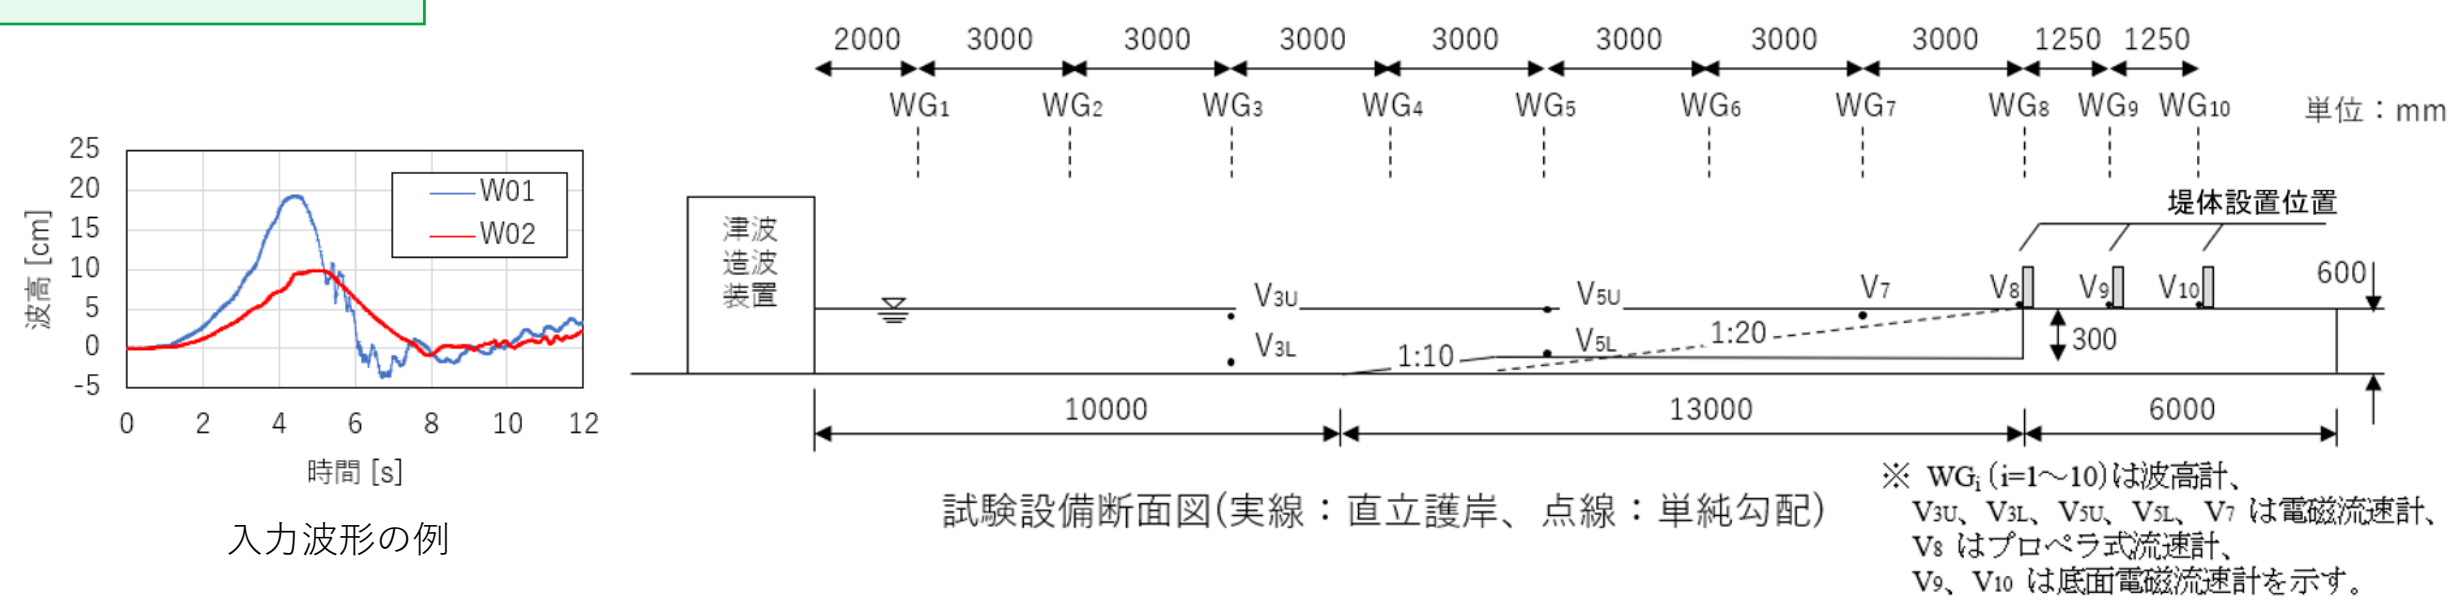 25
20
15
10
5
0
-5
波高 [cm]
W01
W02
0 2 4 6 8 10 12
時間 [s]
入力波形の例
2000 3000 3000 3000 3000 3000 3000 3000 1250 1250
WG1 WG2 WG3 WG4 WG5 WG6 WG7 WG8 WG9 WG10
単位：mm
堤体設置位置
津波
造波
装置
V3U
V3L
V5U
V5L
V7
V8
V9
V10
600
300
1:10
1:20
10000 13000 6000
試験設備断面図(実線：直立護岸、点線：単純勾配)
※ WGi (i=1～10)は波高計、
V3U、V3L、V5U、V5L、V7 は電磁流速計、
V8 はプロペラ式流速計、
V9、V10 は底面電磁流速計を示す。